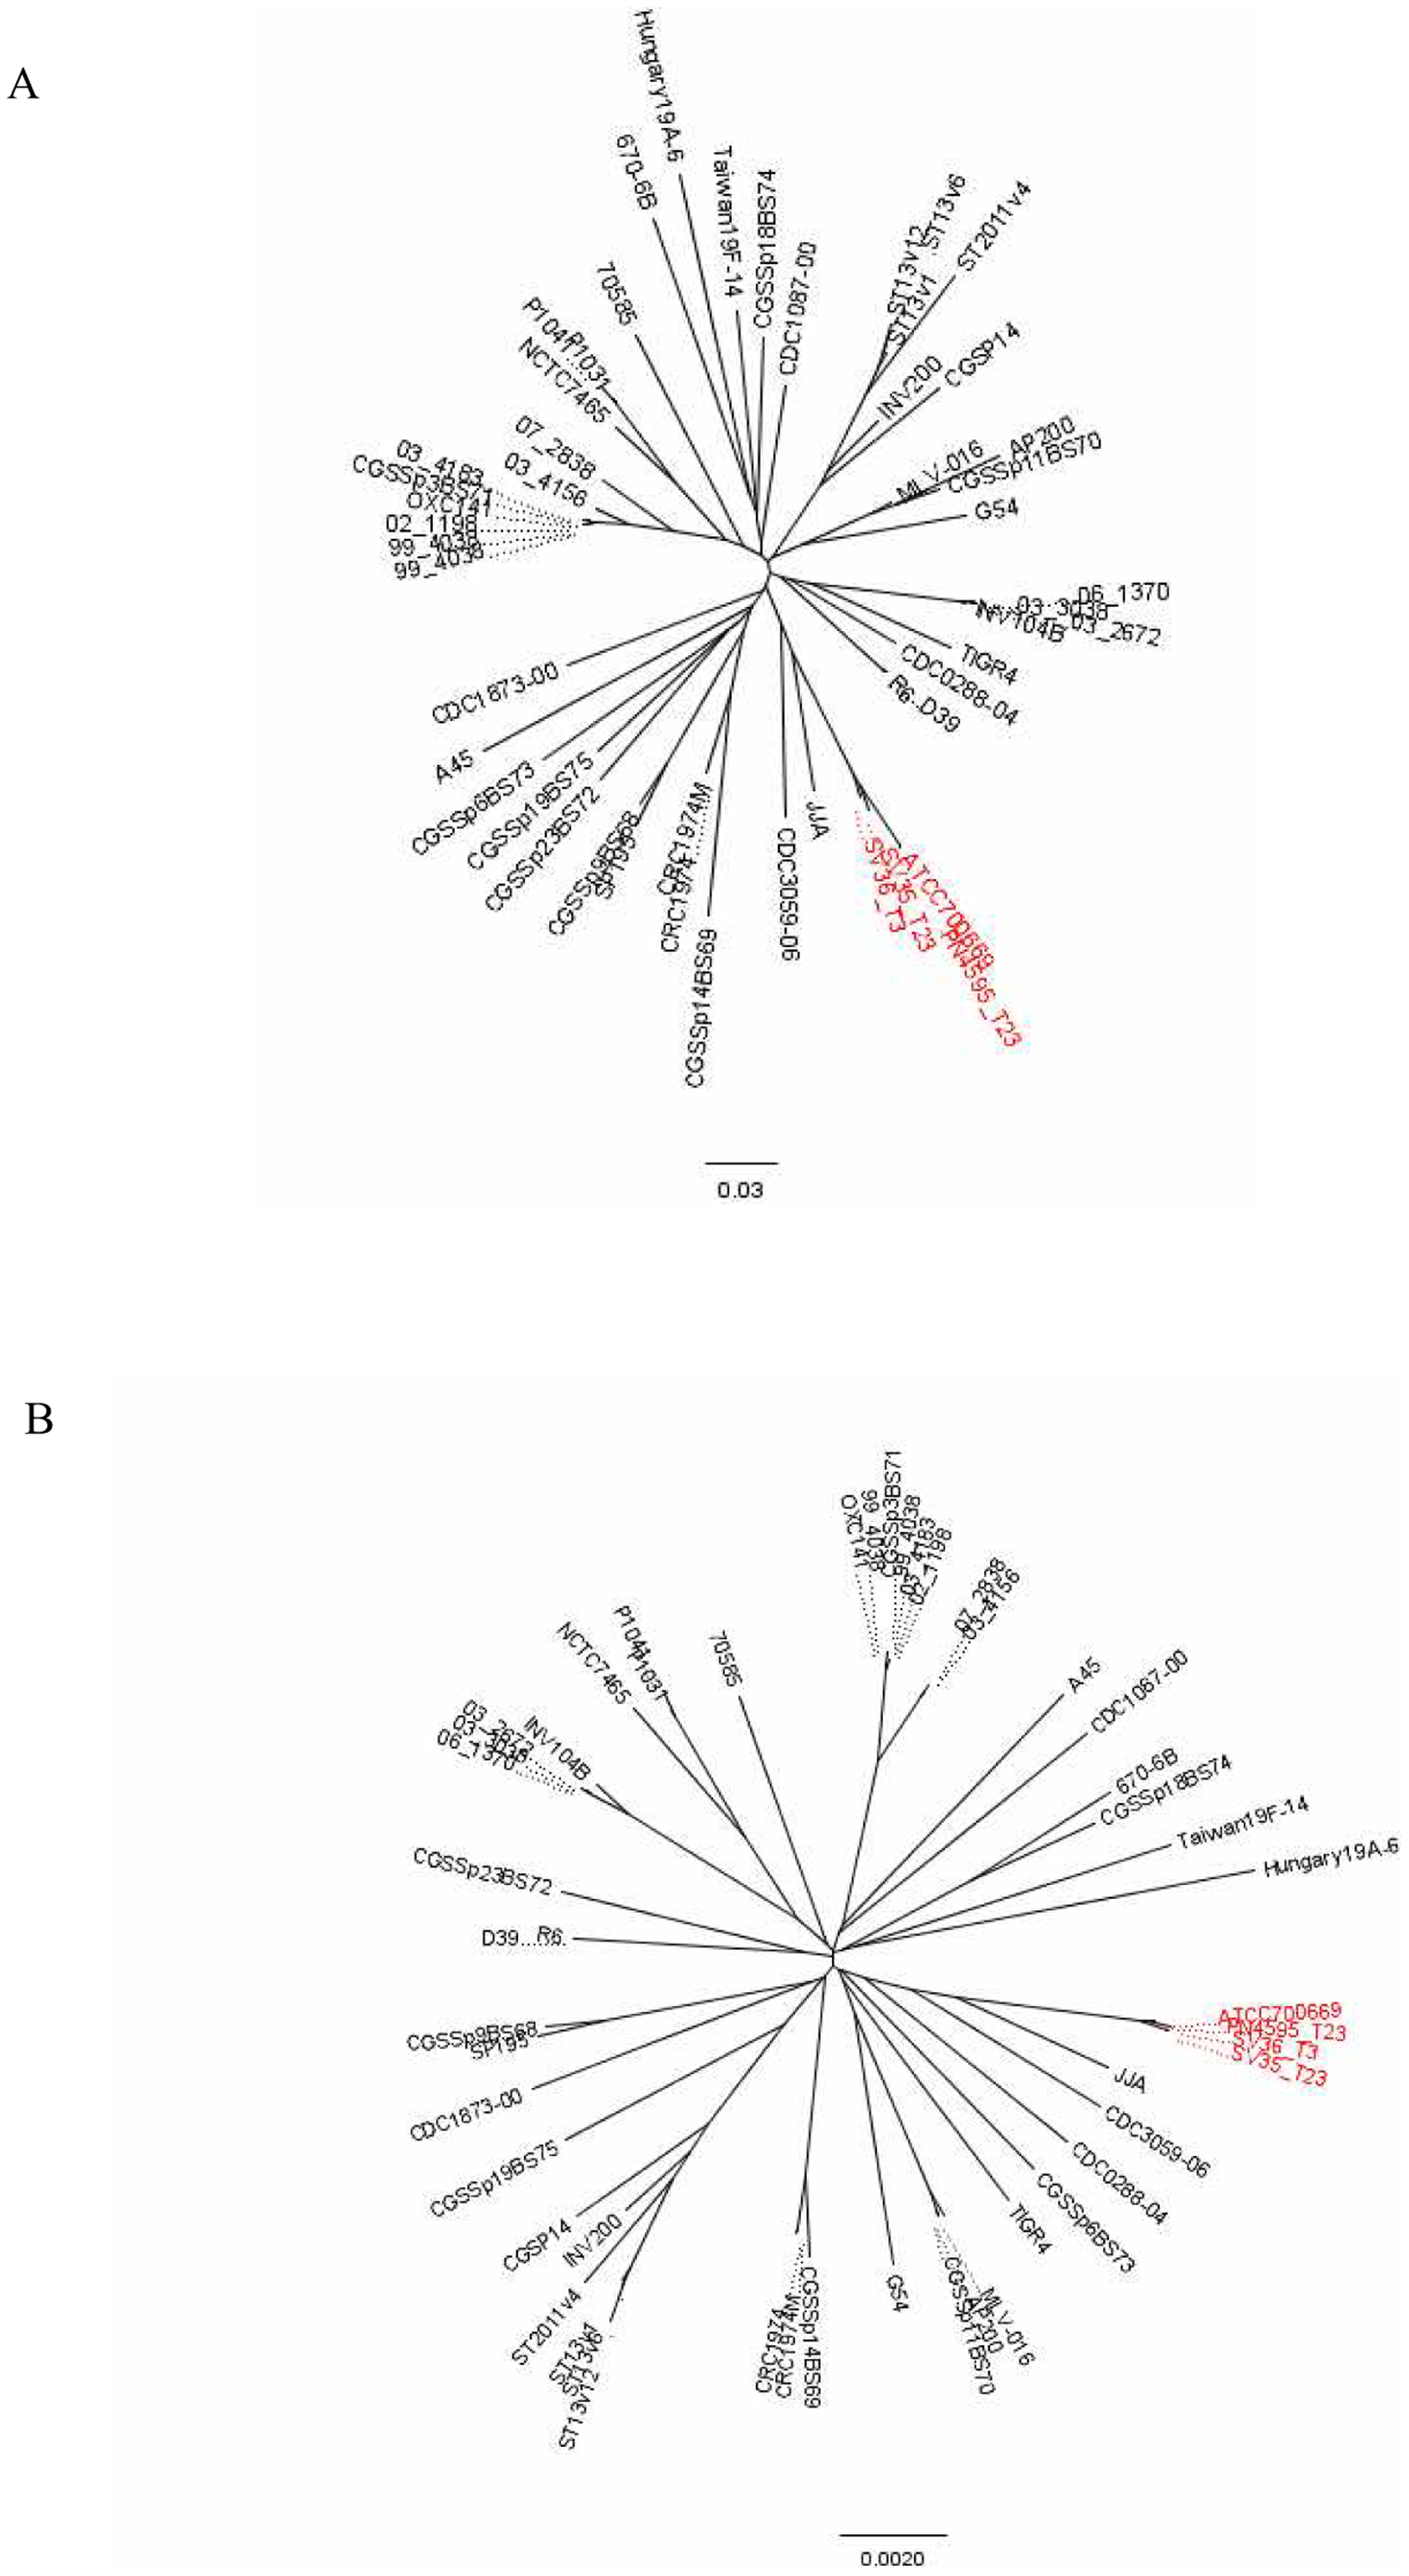 A
Hungary19A-6
670-6B
Taiwan19F-14
CGSSp18BS74
CDC1087-00
ST13v6
ST13v12
ST13v1
ST2011v4
70585
P1041
P1031
NCTC7465
INV200
CGSP14
07_2838
03_4156
03_4183
CGSSp3BS71
OXC141
02_1198
99_4038
99_4038
MLV-016
AP200
CGSSp11BS70
G54
06_1370
03_3038
INV104B
03_2672
TIGR4
CDC0288-04
R6
D39
CDC1873-00
A45
CGSSp6BS73
CGSSp19BS75
CGSSp23BS72
CGSSp9BS68
SP195
CRC1974M
CRC1974
CGSSp14BS69
CDC3059-06
JJA
SV36_T3
SV35_T23
ATCC700669
PN4595_T23
0.03
B
OXC141
99_4038
CGSSp3BS71
99_4038
03_4183
02_1198
07_2838
03_4156
P1041
P1031
NCTC7465
70585
A45
CDC1087-00
03_2672
03_3038
06_1370
INV104B
670-6B
CGSSp18BS74
Taiwan19F-14
Hungary19A-6
CGSSp23BS72
D39
R6
CGSSp9BS68
SP195
ATCC700669
PN4595_T23
SV36_T3
SV35_T23
JJA
CDC3059-06
CDC0288-04
CGSSp6BS73
TIGR4
CDC1873-00
CGSSp19BS75
CGSP14
INV200
ST2011v4
ST13v1
ST13v6
ST13v12
CRC1974
CRC1974M
CGSSp14BS69
G54
MLV-016
AP200
CGSSp11BS70
0.0020